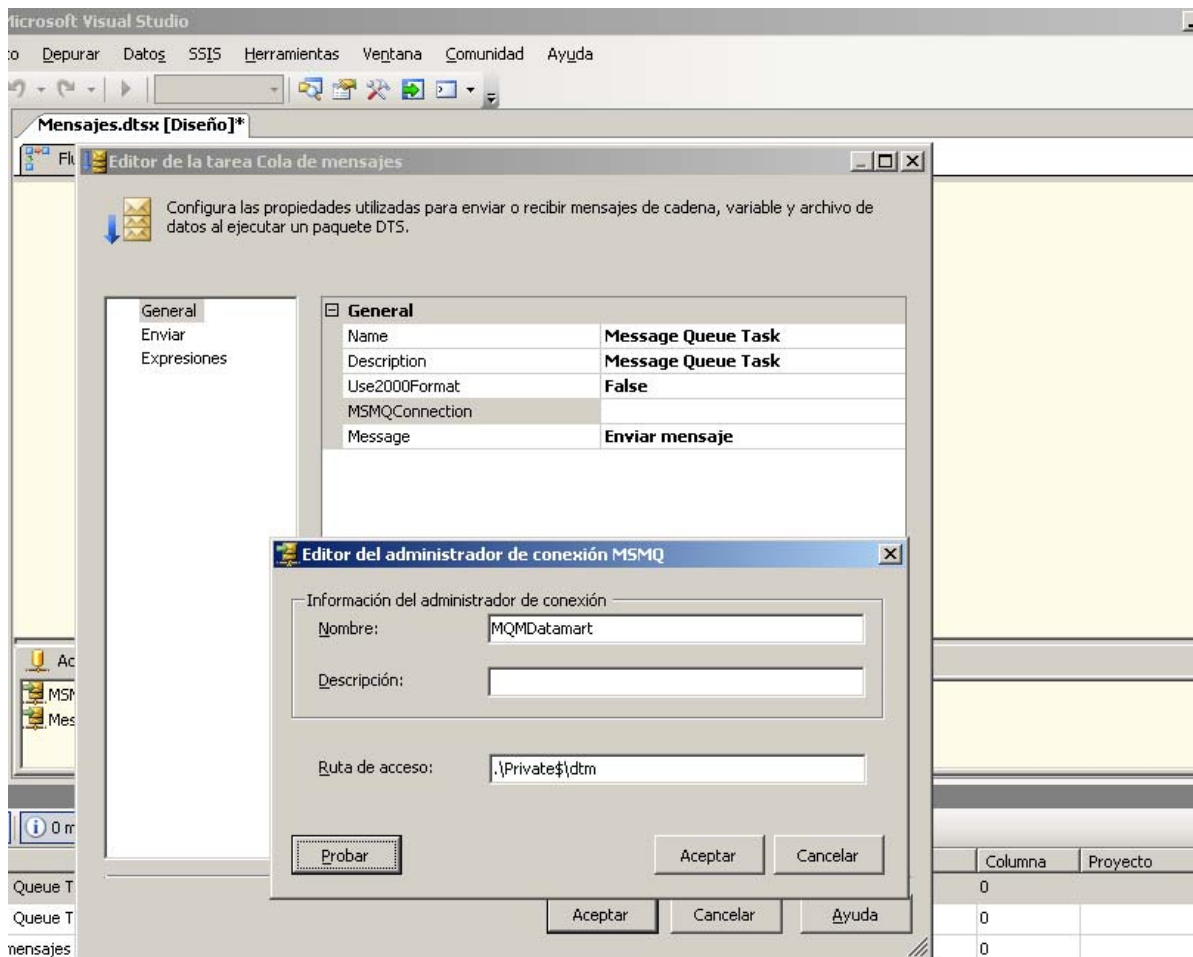 Microsoft Visual Studio
Depurar Datos SSIS Herramientas Ventana Comunidad Ayuda
Mensajes.dtsx [Diseño]*
Editor de la tarea Cola de mensajes
Configura las propiedades utilizadas para enviar o recibir mensajes de cadena, variable y archivo de
datos al ejecutar un paquete DTS.
General
Enviar
Expresiones
General
Name Message Queue Task
Description Message Queue Task
Use2000Format False
MSMQConnection
Message Enviar mensaje
Editor del administrador de conexión MSMQ
Información del administrador de conexión
Nombre: MQMDatamart
Descripción:
Ruta de acceso: .\Private$\dtm
Probar Aceptar Cancelar
Aceptar Cancelar Ayuda
0 m
Columna Proyecto
Queue T 0
Queue T 0
mensajes 0